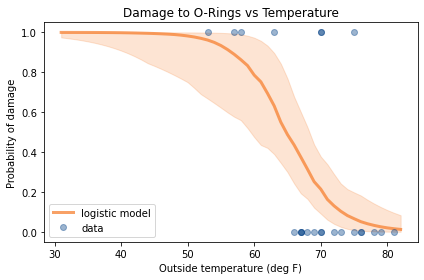 Damage to O-Rings vs Temperature
Probability of damage
1.0
0.8
0.6
0.4
0.2
0.0
logistic model
data
30 40 50 60 70 80
Outside temperature (deg F)